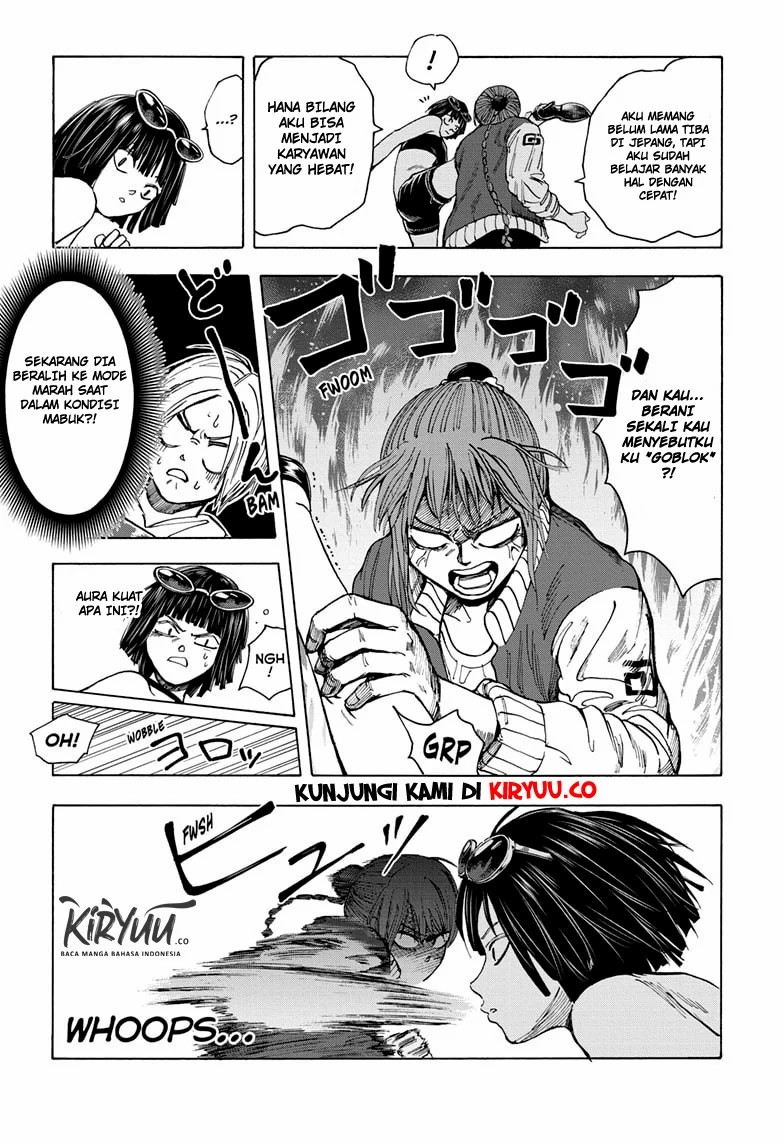 !
AKU MEMANG
BELUM LAMA TIBA
DI JEPANG, TAPI
AKU SUDAH
BELAJAR BANYAK
HAL DENGAN
CEPAT!
HANA BILANG
AKU BISA
MENJADI
KARYAWAN
YANG HEBAT!
...?
ゴゴゴゴゴ
FWOOM
DAN KAU...
BERANI
SEKALI KAU
MENYEBUTKU
KU "GOBLOK"
?!
GRP
どーん
BAM
SEKARANG DIA
BERALIH KE MODE
MARAH SAAT
DALAM KONDISI
MABUK?!
AURA KUAT
APA INI?!
NGH!
OH!
WOBBLE
ヨロッ
KUNJUNGI KAMI DI KIRYUU.CO
FWSH
ヒュッ
KIRYUU.CO
BACA MANGA BAHASA INDONESIA
WHOOPS...